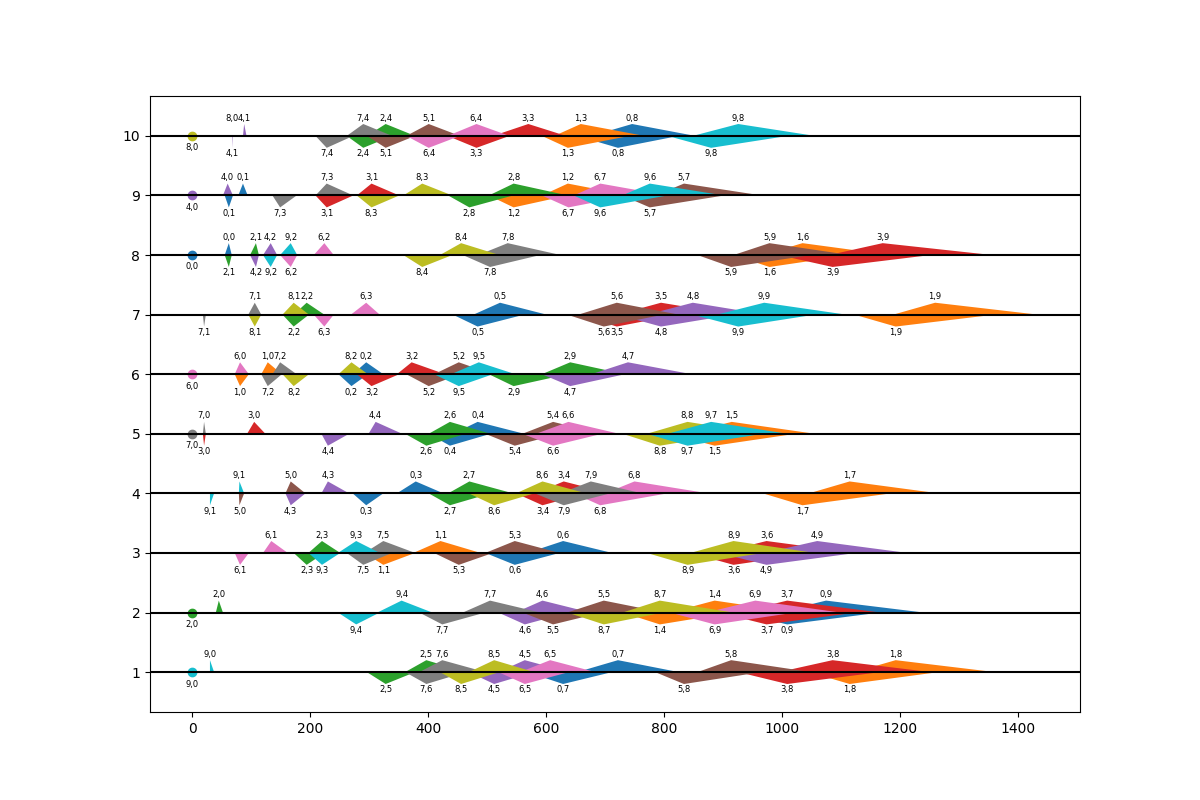 8,0 4,1 7,4 2,4 5,1 6,4 3,3 1,3 0,8 9,8
10
8,0 4,1 7,4 2,4 5,1 6,4 3,3 1,3 0,8 9,8
4,0 0,1 7,3 3,1 8,3 2,8 1,2 6,7 9,6 5,7
9
4,0 0,1 7,3 3,1 8,3 2,8 1,2 6,7 9,6 5,7
0,0 2,1 4,2 9,2 6,2 8,4 7,8 5,9 1,6 3,9
8
0,0 2,1 4,2 9,2 6,2 8,4 7,8 5,9 1,6 3,9
7,1 8,1 2,2 6,3 0,5 5,6 3,5 4,8 9,9 1,9
7
7,1 8,1 2,2 6,3 0,5 5,6 3,5 4,8 9,9 1,9
6,0 1,0 7,2 8,2 0,2 3,2 5,2 9,5 2,9 4,7
6
6,0 1,0 7,2 8,2 0,2 3,2 5,2 9,5 2,9 4,7
7,0 3,0 4,4 2,6 0,4 5,4 6,6 8,8 9,7 1,5
5
7,0 3,0 4,4 2,6 0,4 5,4 6,6 8,8 9,7 1,5
9,1 5,0 4,3 0,3 2,7 8,6 3,4 7,9 6,8 1,7
4
9,1 5,0 4,3 0,3 2,7 8,6 3,4 7,9 6,8 1,7
6,1 2,3 9,3 7,5 1,1 5,3 0,6 8,9 3,6 4,9
3
6,1 2,3 9,3 7,5 1,1 5,3 0,6 8,9 3,6 4,9
2,0 9,4 7,7 4,6 5,5 8,7 1,4 6,9 3,7 0,9
2
2,0 9,4 7,7 4,6 5,5 8,7 1,4 6,9 3,7 0,9
9,0 2,5 7,6 8,5 4,5 6,5 0,7 5,8 3,8 1,8
1
9,0 2,5 7,6 8,5 4,5 6,5 0,7 5,8 3,8 1,8
0 200 400 600 800 1000 1200 1400